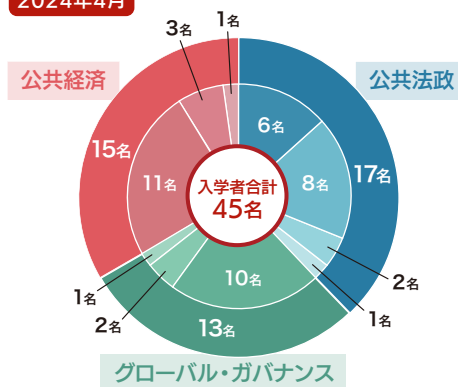 2024年4月
3名
1名
公共経済
公共法政
6名
15名
17名
11名
8名
入学者合計
45名
10名
2名
1名
1名
2名
13名
グローバル・ガバナンス